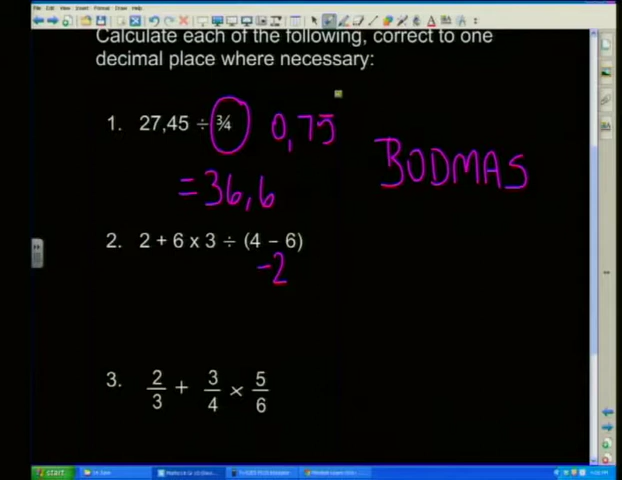 Calculate each of the following, correct to one
decimal place where necessary:
1. 27,45 ÷ ¾ 0,75
= 36,6
BODMAS
2. 2 + 6 x 3 ÷ (4 – 6)
-2
3. 2/3 + 3/4 × 5/6
start